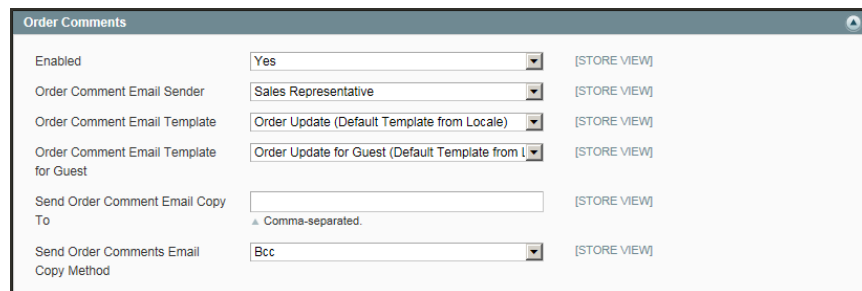 Order Comments
Enabled
Yes
[STORE VIEW]
Order Comment Email Sender
Sales Representative
[STORE VIEW]
Order Comment Email Template
Order Update (Default Template from Locale)
[STORE VIEW]
Order Comment Email Template
for Guest
Order Update for Guest (Default Template from L
[STORE VIEW]
Send Order Comment Email Copy
To
[STORE VIEW]
Comma-separated.
Send Order Comments Email
Copy Method
Bcc
[STORE VIEW]